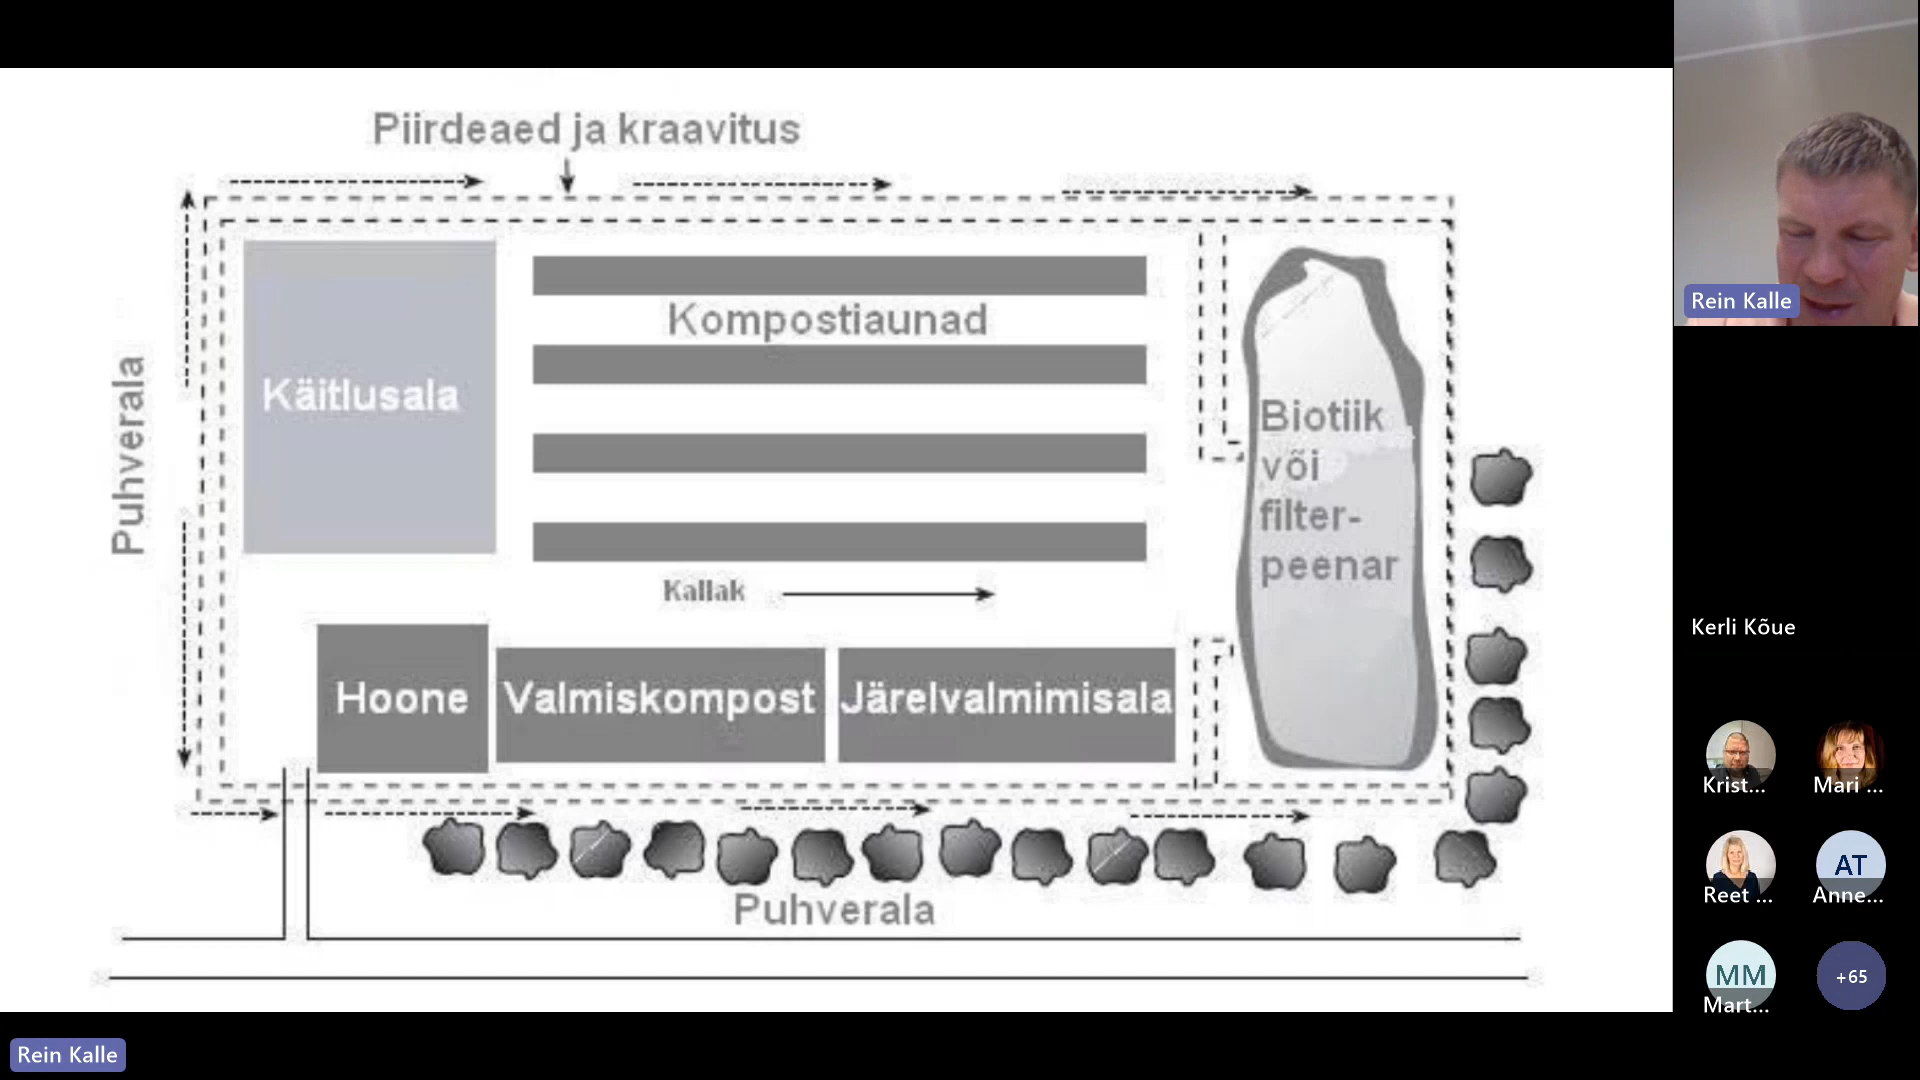 Piirdeaed ja kraavitus
Puhverala
Käitlusala
Kompostiaunad
Biotiik
või
filter-
peenar
Kallak
Hoone
Valmiskompost
Järelvalmimisala
Puhverala
Rein Kalle
Rein Kalle
Kerli Kõue
Krist...
Mari ...
Reet ...
AT
Anne...
MM
Mart...
+65